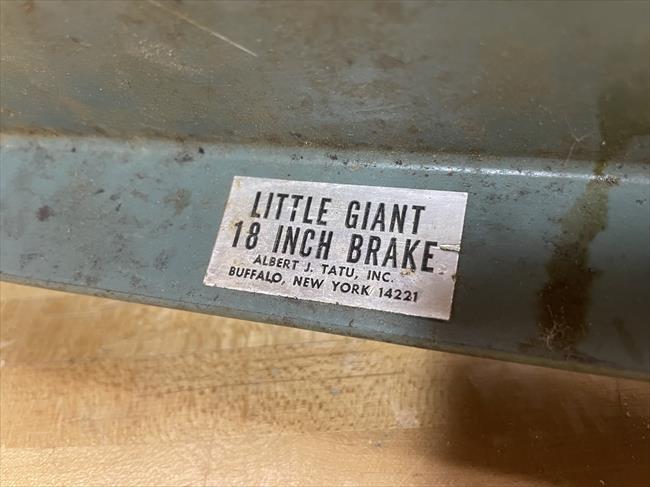 LITTLE GIANT
18 INCH BRAKE
ALBERT J. TATU, INC.
BUFFALO, NEW YORK 14221